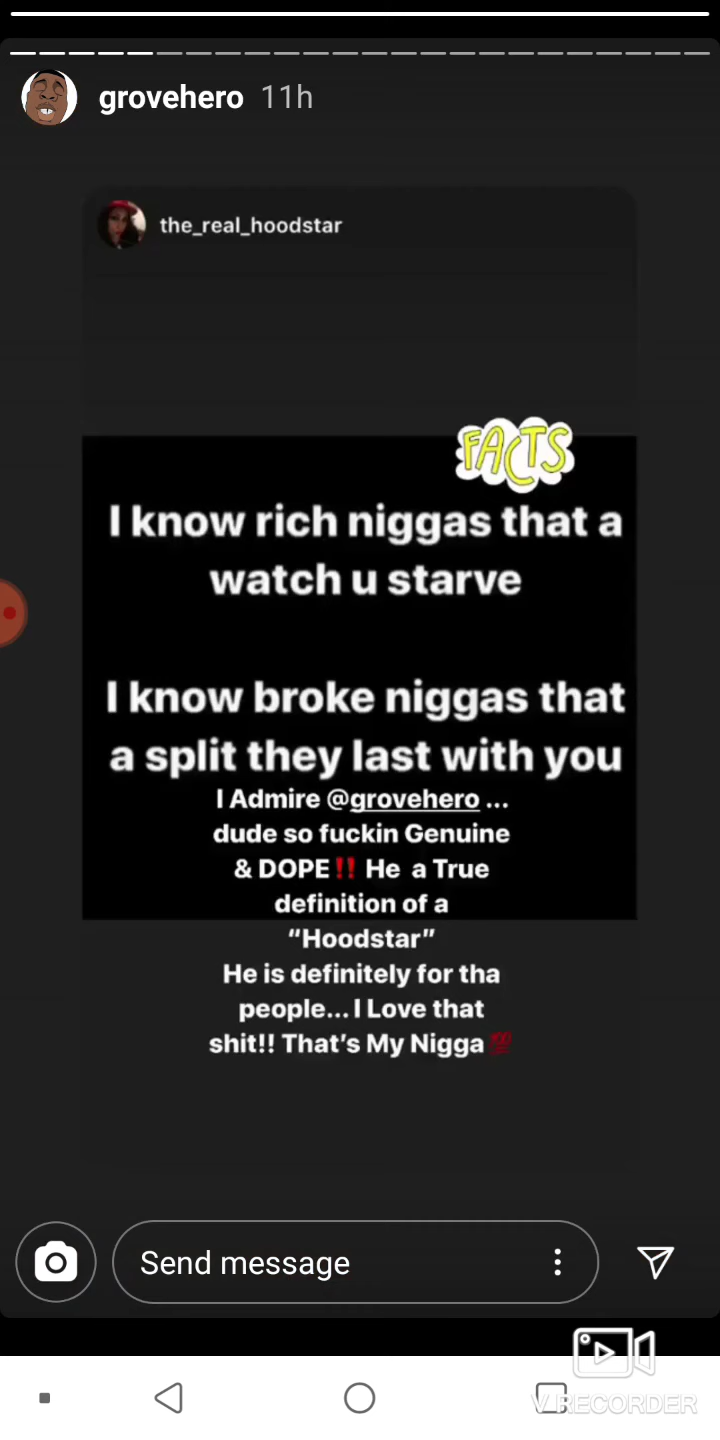 grovehero 11h
the_real_hoodstar
FACTS
I know rich niggas that a
watch u starve
I know broke niggas that
a split they last with you
I Admire @grovehero ...
dude so fuckin Genuine
& DOPE‼️ He a True
definition of a
“Hoodstar”
He is definitely for tha
people... I Love that
shit!! That’s My Nigga 💯
Send message
V RECORDER